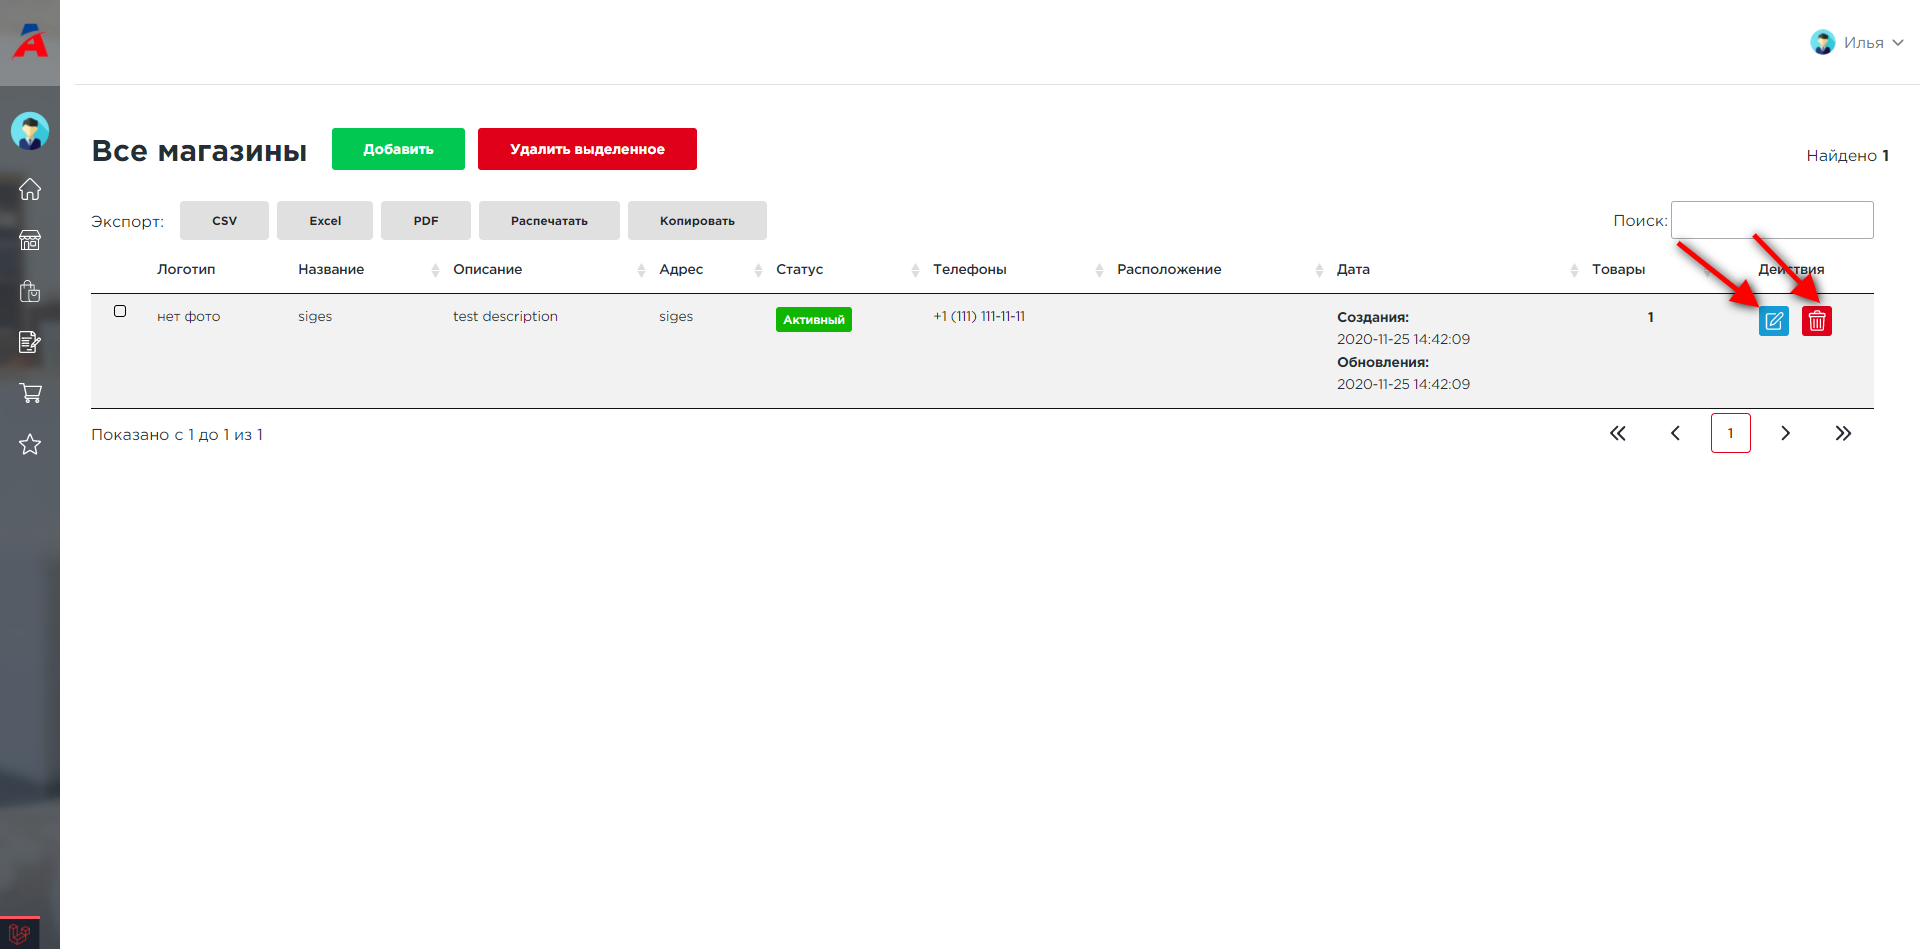 Илья
Все магазины
Добавить
Удалить выделенное
Найдено 1
Экспорт:
CSV
Excel
PDF
Распечатать
Копировать
Поиск:
Логотип
Название
Описание
Адрес
Статус
Телефоны
Расположение
Дата
Товары
Действия
нет фото
siges
test description
siges
Активный
+1 (111) 111-11-11
Создания:
2020-11-25 14:42:09
Обновления:
2020-11-25 14:42:09
1
Показано с 1 до 1 из 1
1